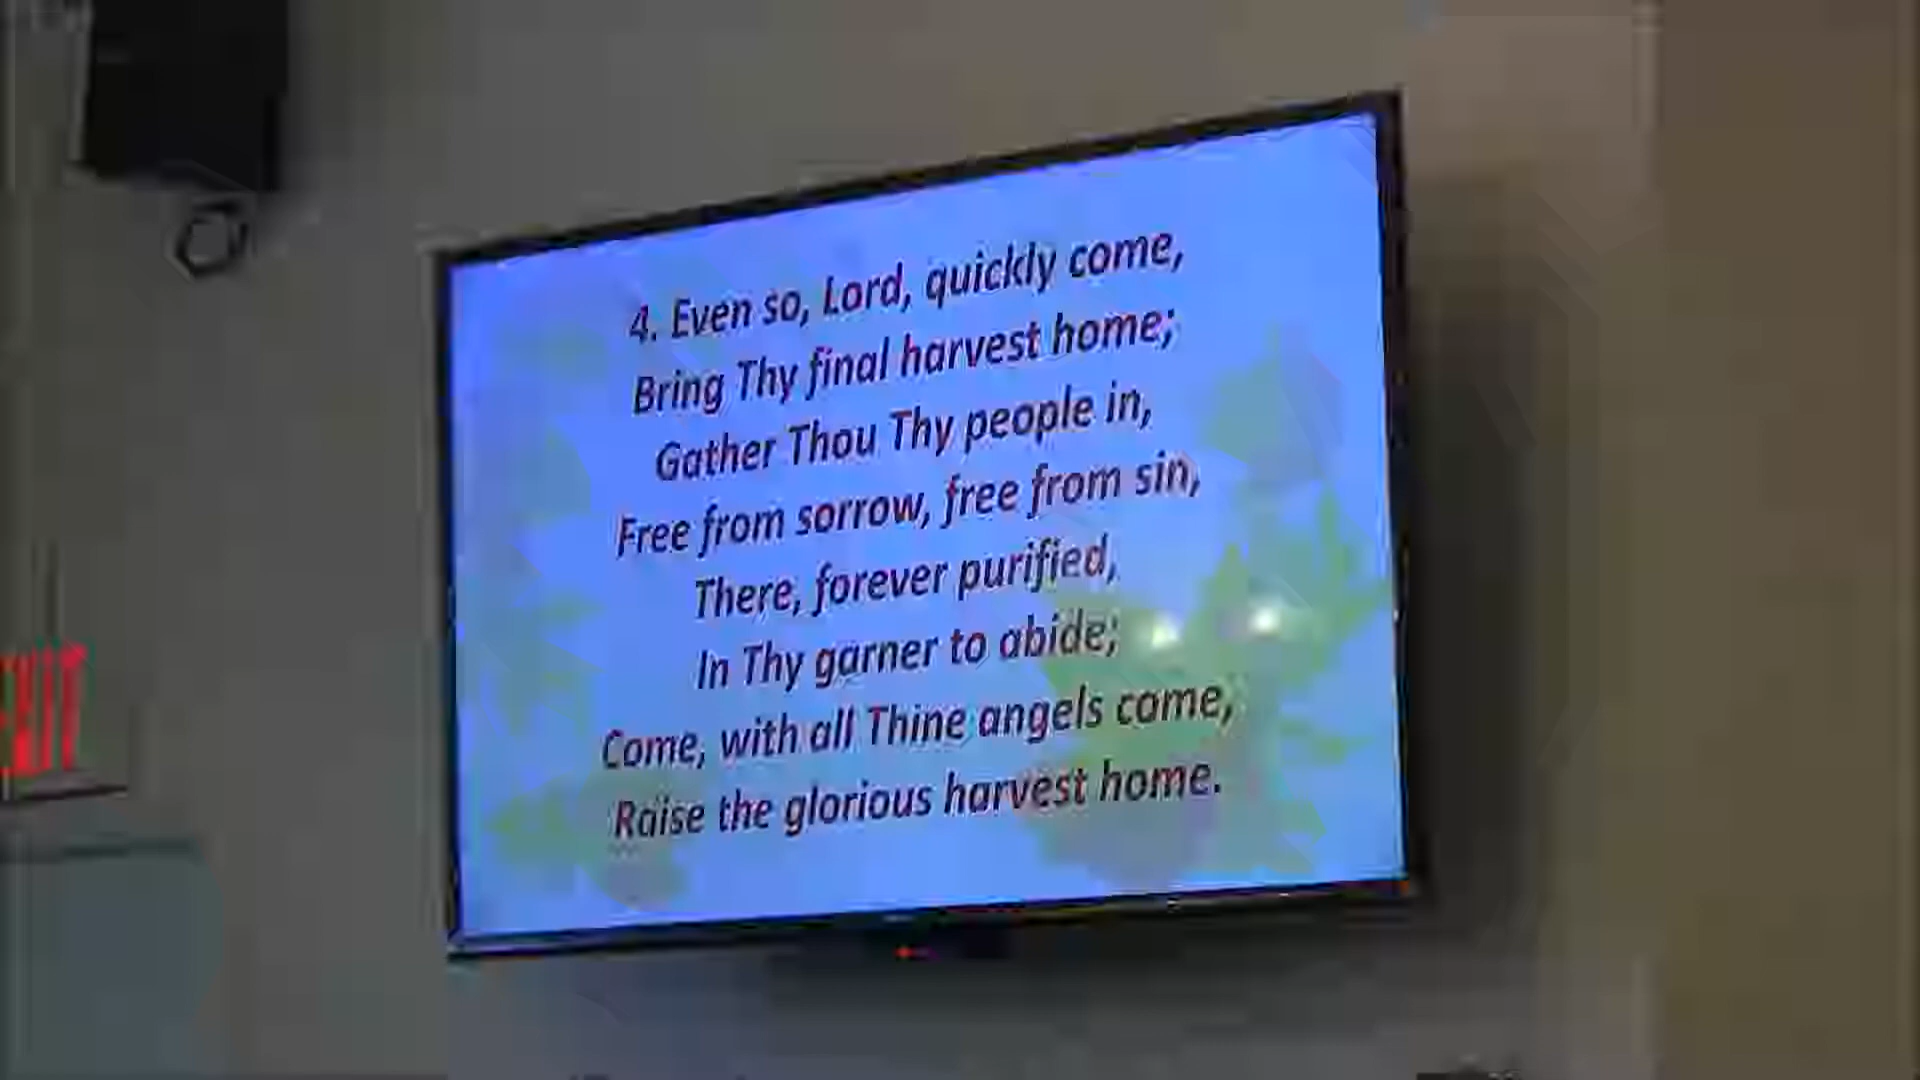 4. Even so, Lord, quickly come,
Bring Thy final harvest home;
Gather Thou Thy people in,
Free from sorrow, free from sin,
There, forever purified,
In Thy garner to abide;
Come, with all Thine angels come,
Raise the glorious harvest home.
EXIT